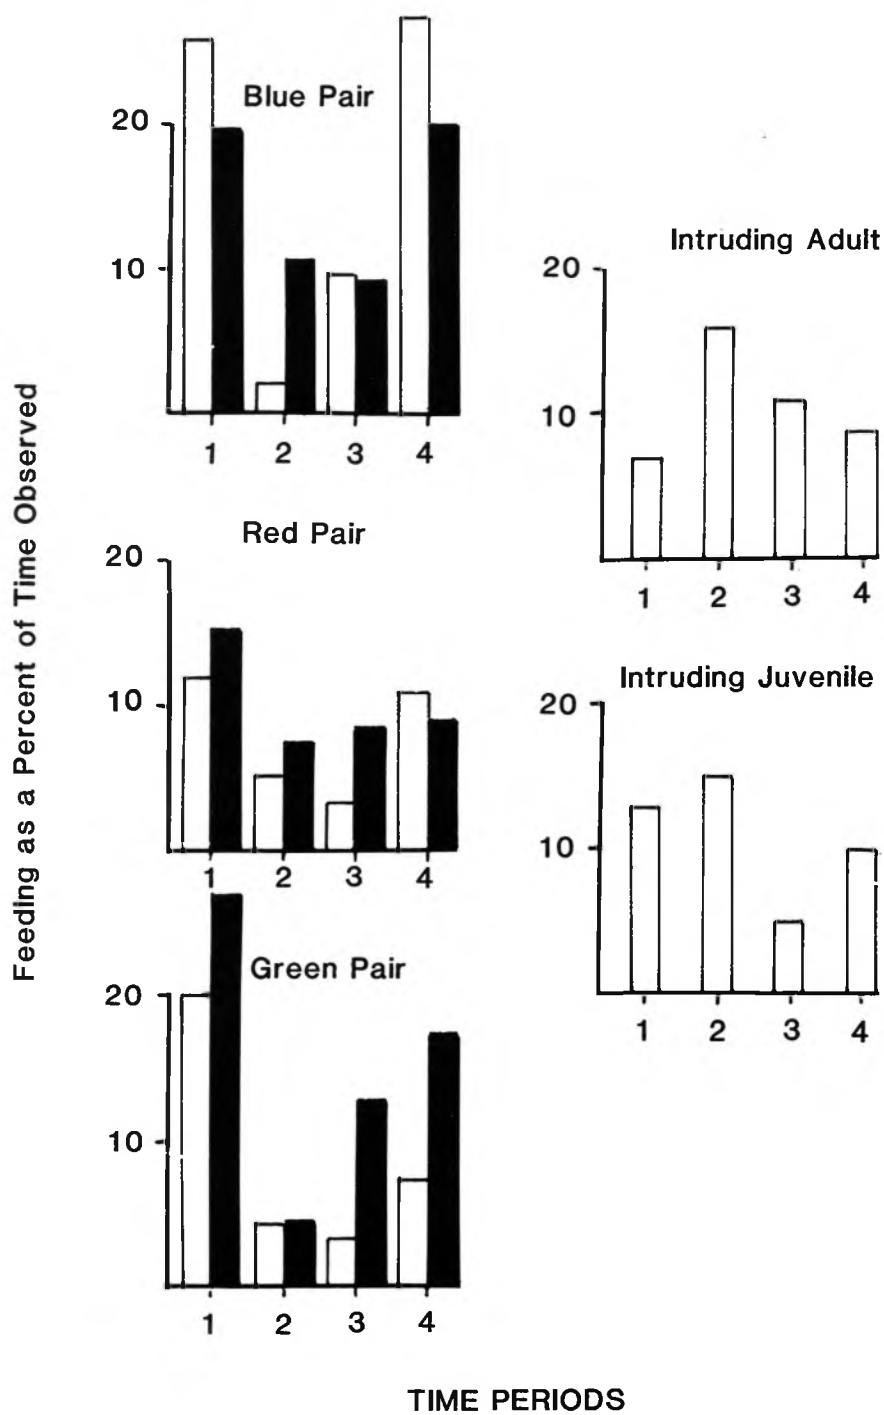 Feeding as a Percent of Time Observed
Blue Pair
20
10
1 2 3 4
Red Pair
20
10
1 2 3 4
Green Pair
20
10
1 2 3 4
Intruding Adult
20
10
1 2 3 4
Intruding Juvenile
20
10
1 2 3 4
TIME PERIODS